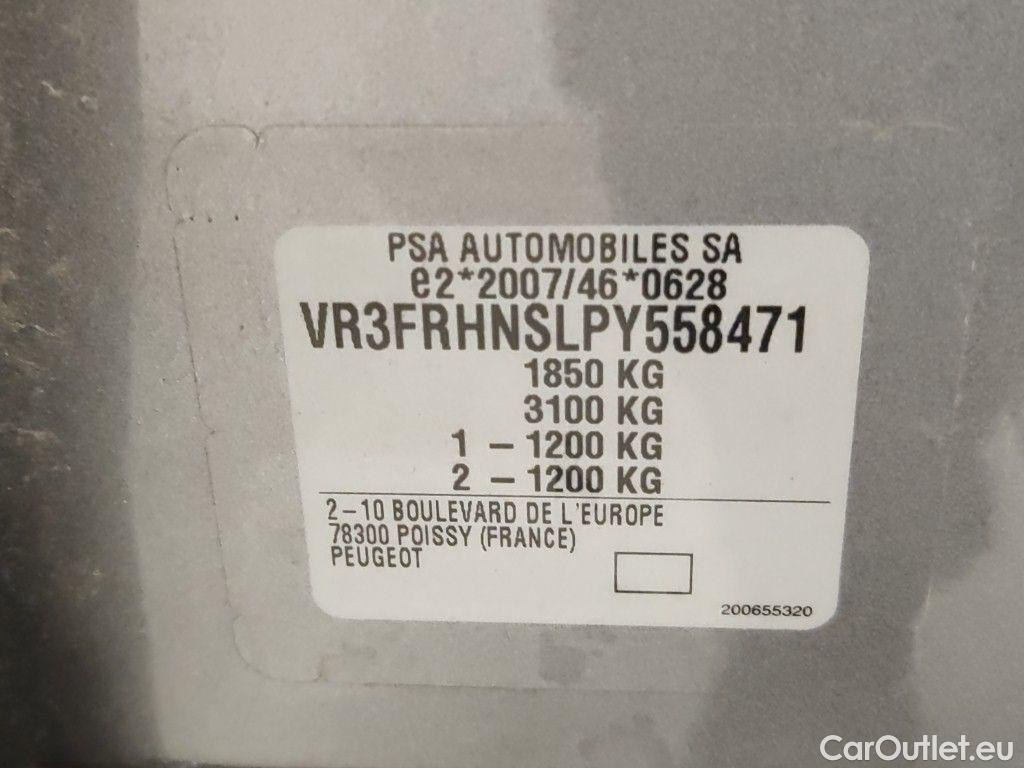 PSA AUTOMOBILES SA
e2*2007/46*0628
VR3FRHNSLPY558471
1850 KG
3100 KG
1 – 1200 KG
2 – 1200 KG
2–10 BOULEVARD DE L'EUROPE
78300 POISSY (FRANCE)
PEUGEOT
200655320
CarOutlet.eu